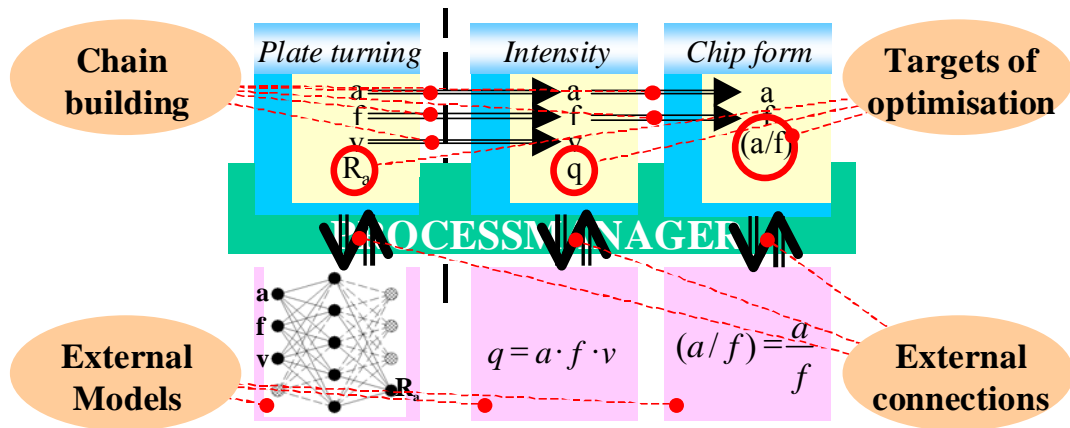 Chain
building
Plate turning
Intensity
Chip form
Targets of
optimisation
a a a
f f f
v v (a/f)
Rₐ q
PROCESSMANAGER
a
f
v
Rₐ
q = a · f · v
(a / f) = a/f
External
Models
External
connections